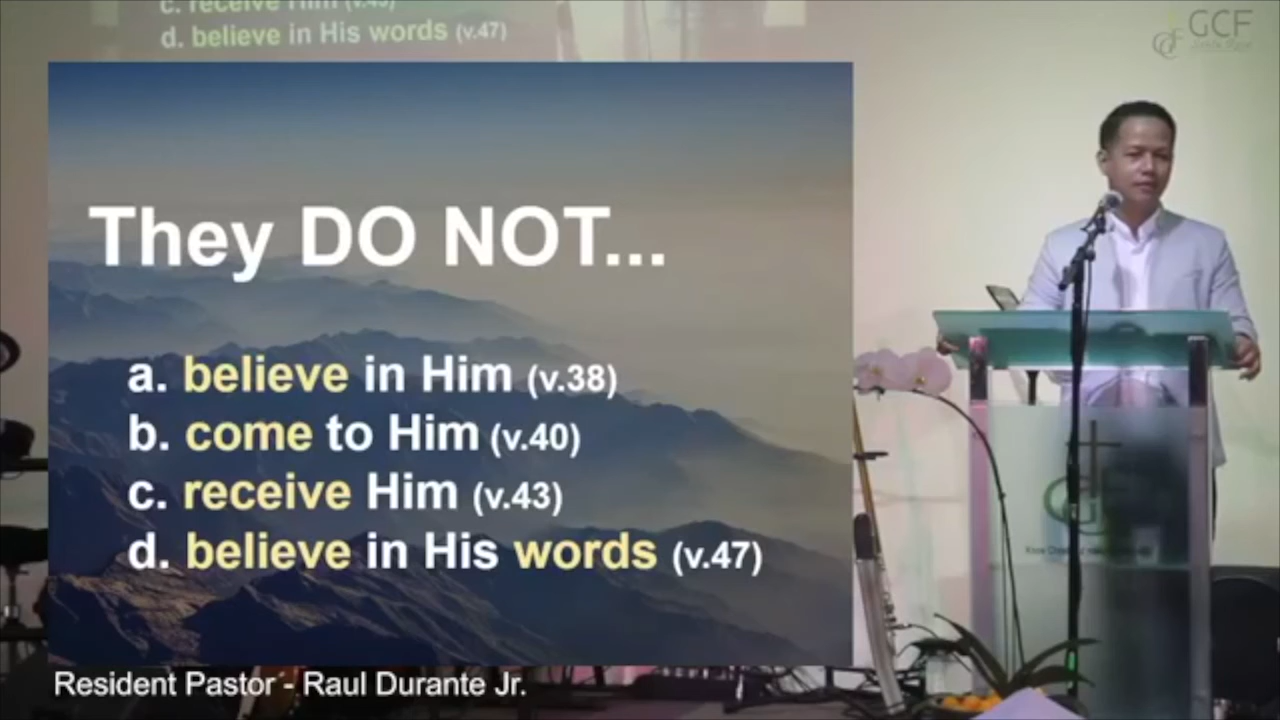 c. receive Him (v.43)
d. believe in His words (v.47)
GCF
They DO NOT...
a. believe in Him (v.38)
b. come to Him (v.40)
c. receive Him (v.43)
d. believe in His words (v.47)
Resident Pastor - Raul Durante Jr.